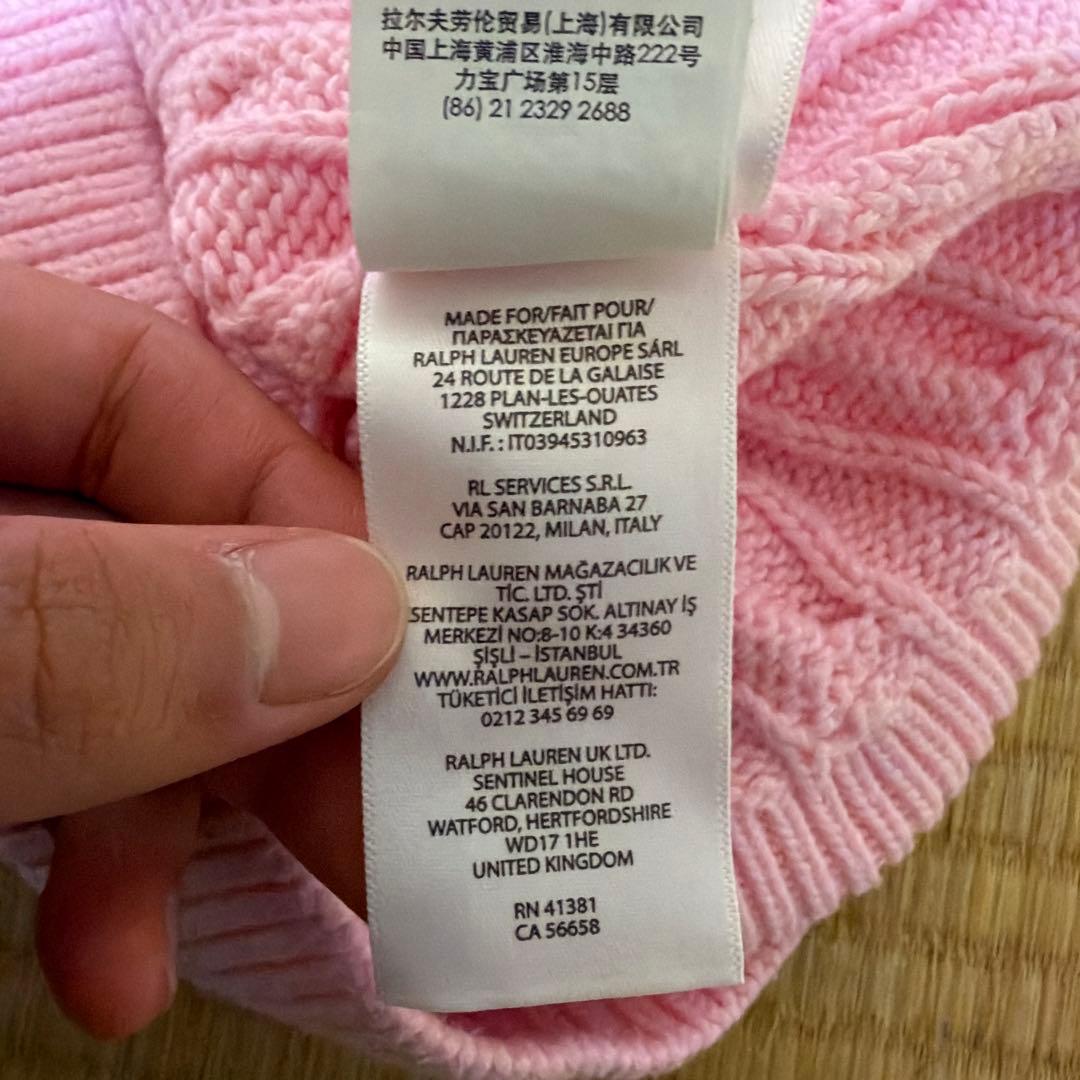 拉尔夫劳伦贸易(上海)有限公司
中国上海黄浦区淮海中路222号
力宝广场第15层
(86) 21 2329 2688
MADE FOR/FAIT POUR/
ΠΑΡΑΣΚΕΥΑΖΕΤΑΙ ΓΙΑ
RALPH LAUREN EUROPE SÁRL
24 ROUTE DE LA GALAISE
1228 PLAN-LES-OUATES
SWITZERLAND
N.I.F. : IT03945310963
RL SERVICES S.R.L.
VIA SAN BARNABA 27
CAP 20122, MILAN, ITALY
RALPH LAUREN MAĞAZACILIK VE
TİC. LTD. ŞTİ
ESENTEPE KASAP SOK. ALTINAY İŞ
MERKEZİ NO:8-10 K:4 34360
ŞİŞLİ – İSTANBUL
WWW.RALPHLAUREN.COM.TR
TÜKETİCİ İLETİŞİM HATTI:
0212 345 69 69
RALPH LAUREN UK LTD.
SENTINEL HOUSE
46 CLARENDON RD
WATFORD, HERTFORDSHIRE
WD17 1HE
UNITED KINGDOM
RN 41381
CA 56658